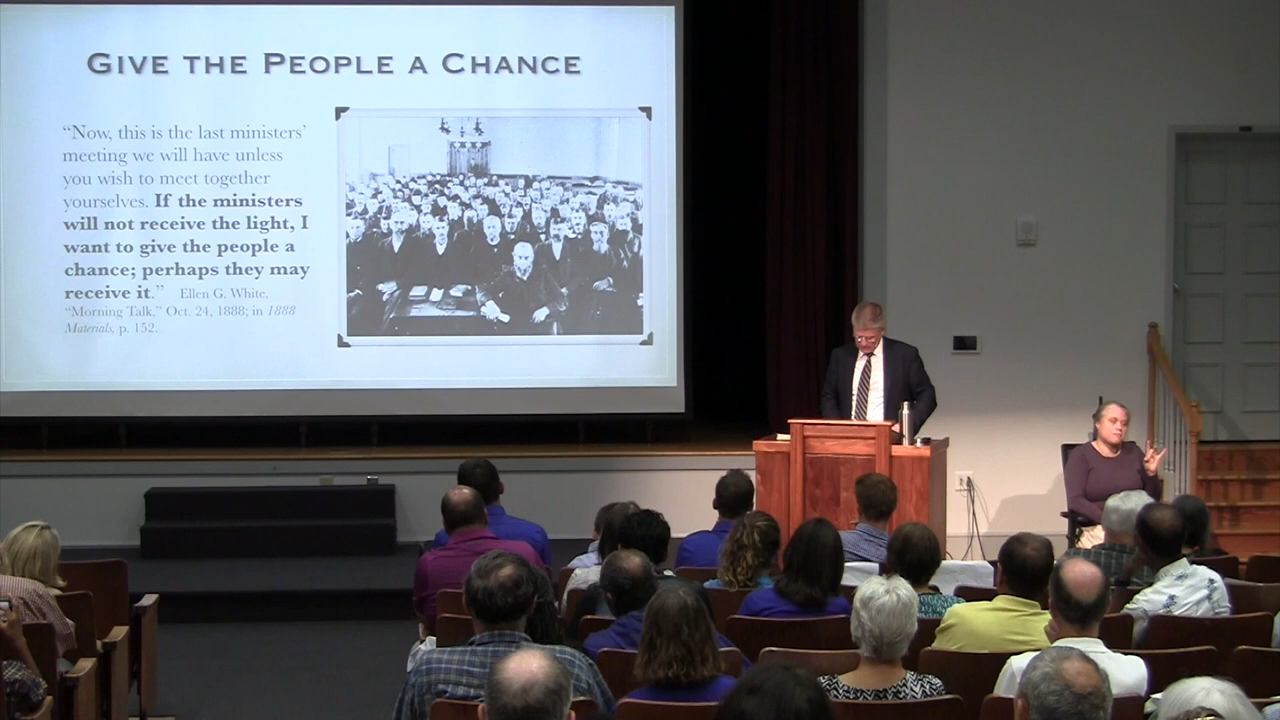 GIVE THE PEOPLE A CHANCE
“Now, this is the last ministers’
meeting we will have unless
you wish to meet together
yourselves. If the ministers
will not receive the light, I
want to give the people a
chance; perhaps they may
receive it.” Ellen G. White,
“Morning Talk,” Oct. 24, 1888; in 1888
Materials, p. 152.